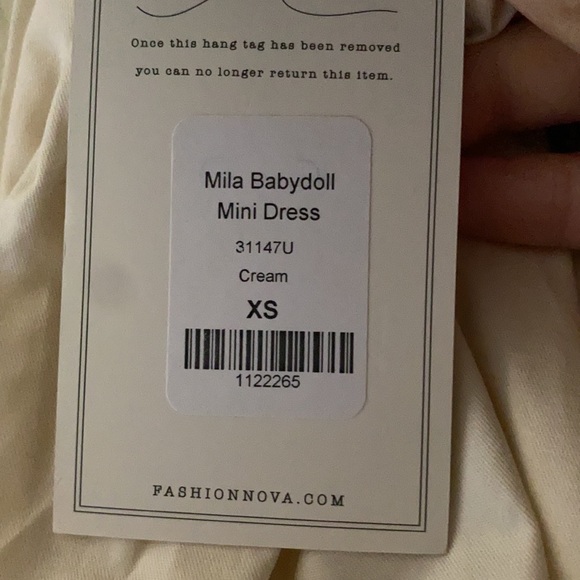 Once this hang tag has been removed
you can no longer return this item.
Mila Babydoll
Mini Dress
31147U
Cream
XS
1122265
FASHIONNOVA.COM